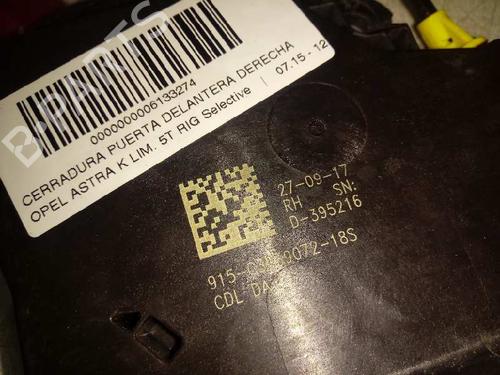 0000000006133274
CERRADURA PUERTA DELANTERA DERECHA
OPEL ASTRA K LIM. 5T RIG Selective | 07.15 - 12
27-09-17
RH SN:
D-395216
CDL
B-PARTS